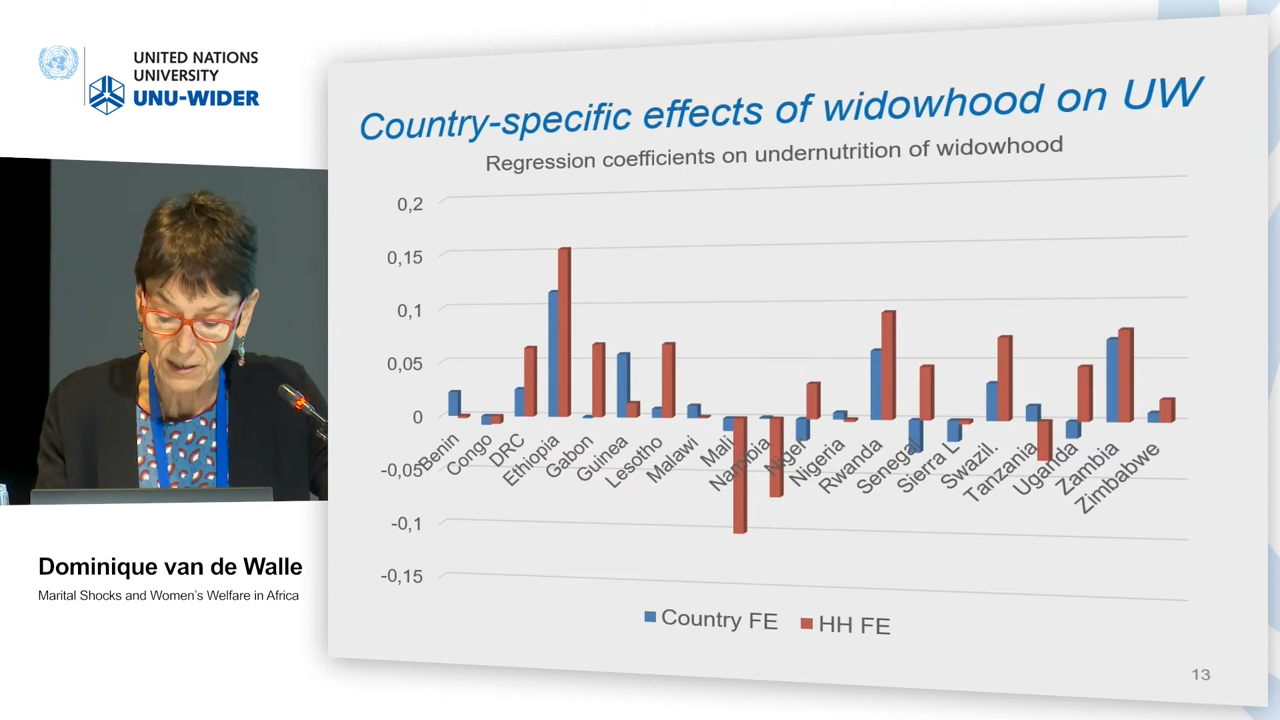 UNITED NATIONS
UNIVERSITY
UNU-WIDER
Country-specific effects of widowhood on UW
Regression coefficients on undernutrition of widowhood
0,2
0,15
0,1
0,05
0
-0,05
-0,1
-0,15
Benin
Congo
DRC
Ethiopia
Gabon
Guinea
Lesotho
Malawi
Mali
Namibia
Niger
Nigeria
Rwanda
Senegal
Sierra L
Swazil.
Tanzania
Uganda
Zambia
Zimbabwe
Country FE
HH FE
13
Dominique van de Walle
Marital Shocks and Women's Welfare in Africa